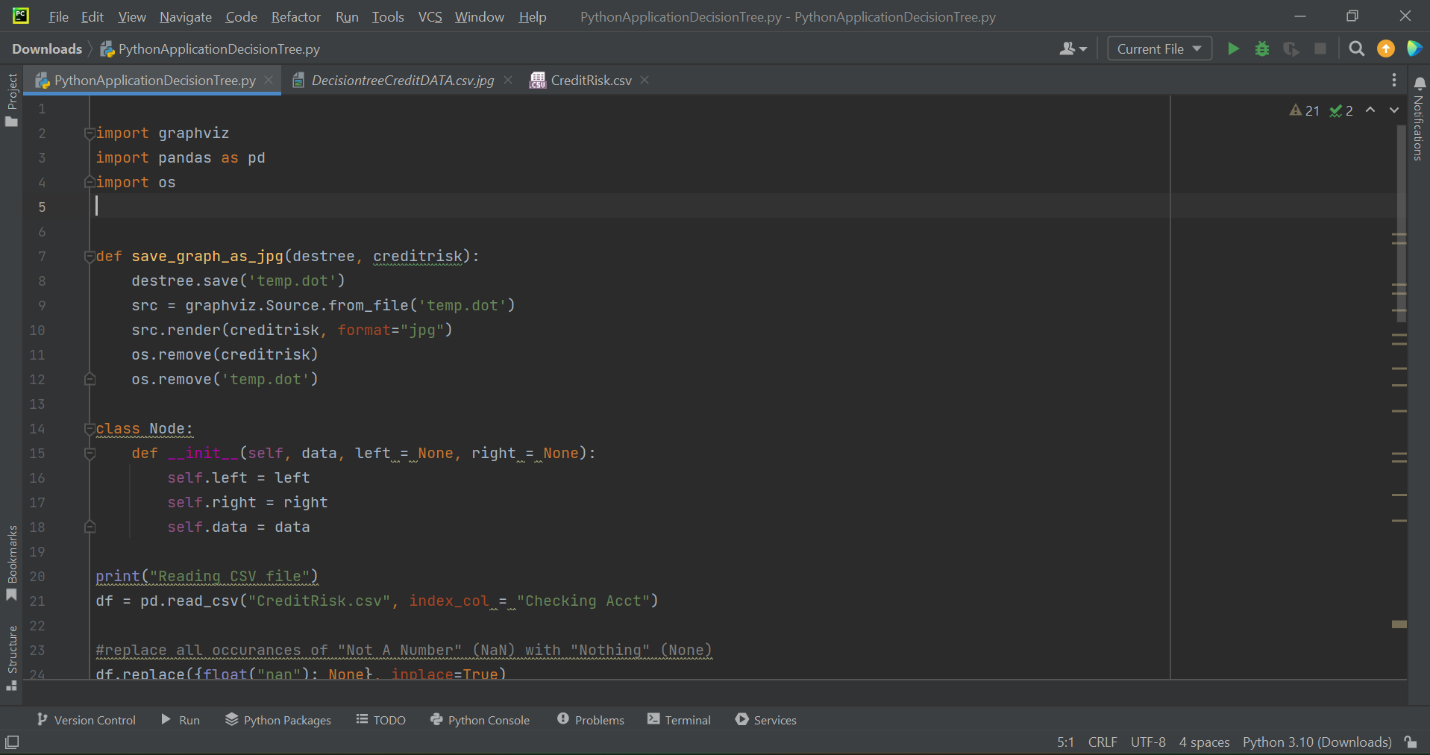 PC File Edit View Navigate Code Refactor Run Tools VCS Window Help PythonApplicationDecisionTree.py - PythonApplicationDecisionTree.py
Downloads PythonApplicationDecisionTree.py Current File
PythonApplicationDecisionTree.py DecisiontreeCreditDATA.csv.jpg CSV CreditRisk.csv
Project
Notifications
21 2
1
2 import graphviz
3 import pandas as pd
4 import os
5
6
7 def save_graph_as_jpg(destree, creditrisk):
8     destree.save('temp.dot')
9     src = graphviz.Source.from_file('temp.dot')
10     src.render(creditrisk, format="jpg")
11     os.remove(creditrisk)
12     os.remove('temp.dot')
13
14 class Node:
15     def __init__(self, data, left = None, right = None):
16         self.left = left
17         self.right = right
18         self.data = data
19
20 print("Reading CSV file")
21 df = pd.read_csv("CreditRisk.csv", index_col = "Checking Acct")
22
23 #replace all occurances of "Not A Number" (NaN) with "Nothing" (None)
24 df.replace({float("nan"): None}, inplace=True)
Bookmarks
Structure
Version Control Run Python Packages TODO Python Console Problems Terminal Services
5:1 CRLF UTF-8 4 spaces Python 3.10 (Downloads)